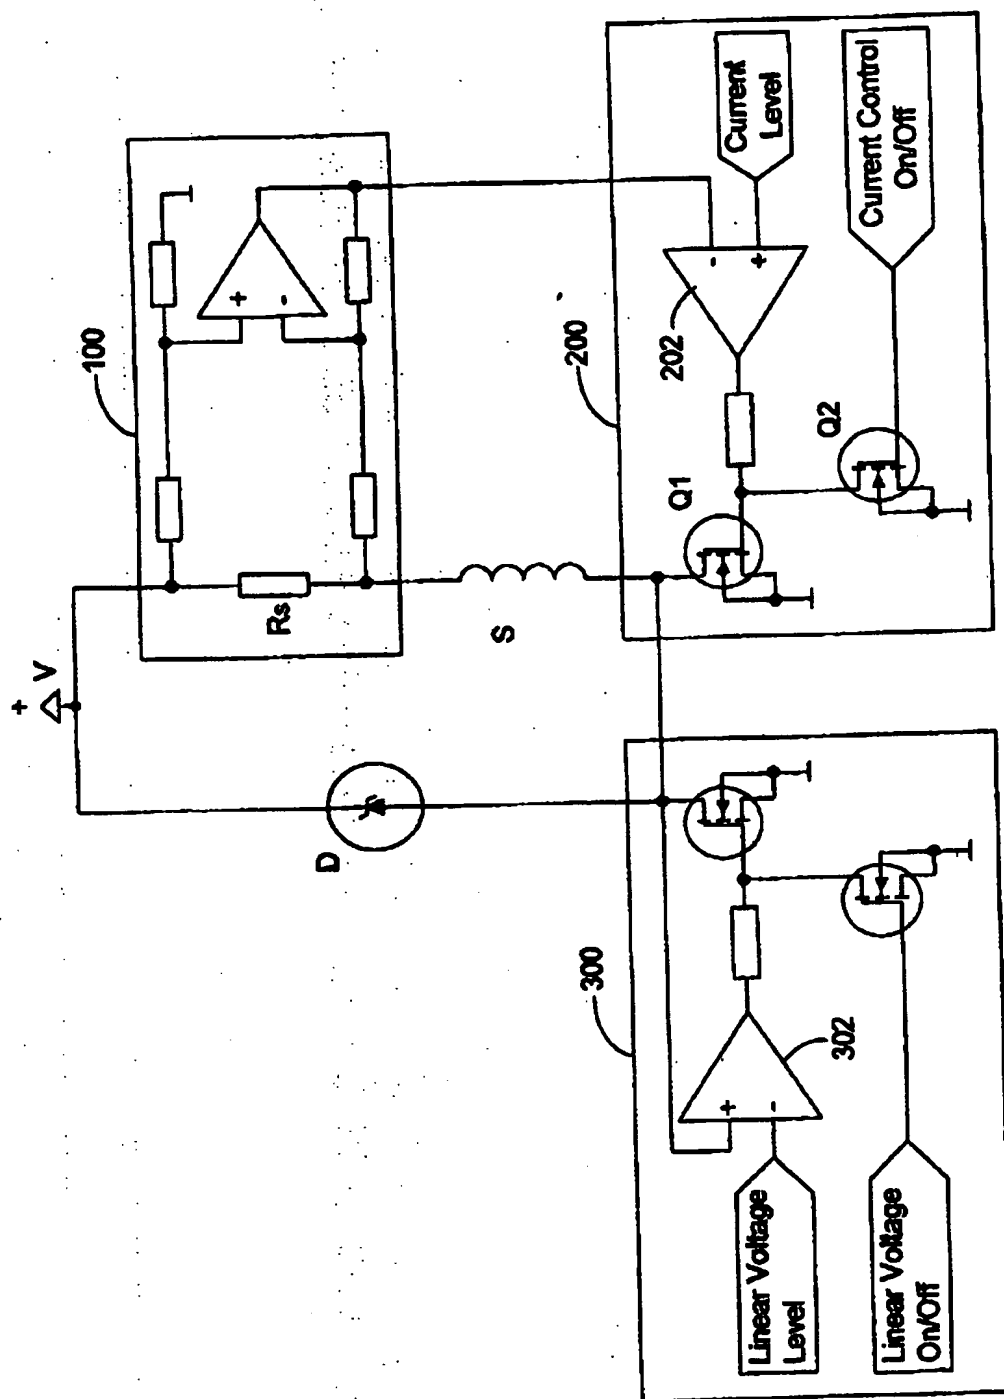 +
V
100
Rs
+
-
D
S
300
200
Q1
202
-
+
Current
Level
302
+
-
Q2
Linear Voltage
Level
Current Control
On/Off
Linear Voltage
On/Off